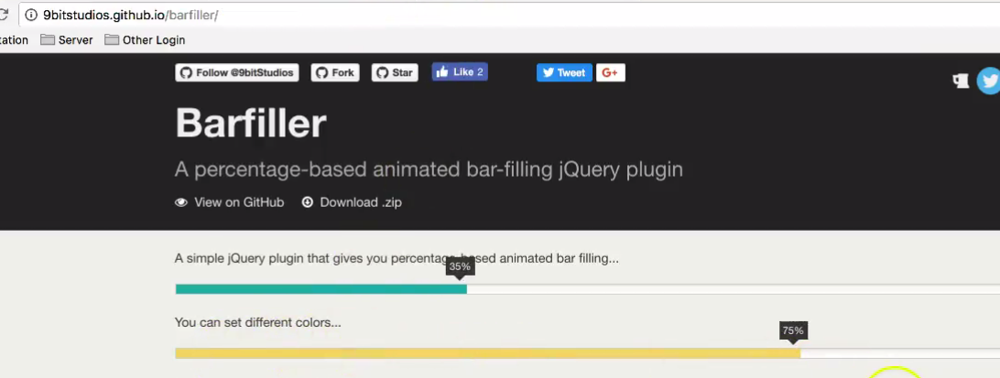 9bitstudios.github.io/barfiller/
Server Other Login
Follow @9bitStudios Fork Star Like 2 Tweet G+
Barfiller
A percentage-based animated bar-filling jQuery plugin
View on GitHub Download .zip
A simple jQuery plugin that gives you percentage-based animated bar filling...
35%
You can set different colors...
75%